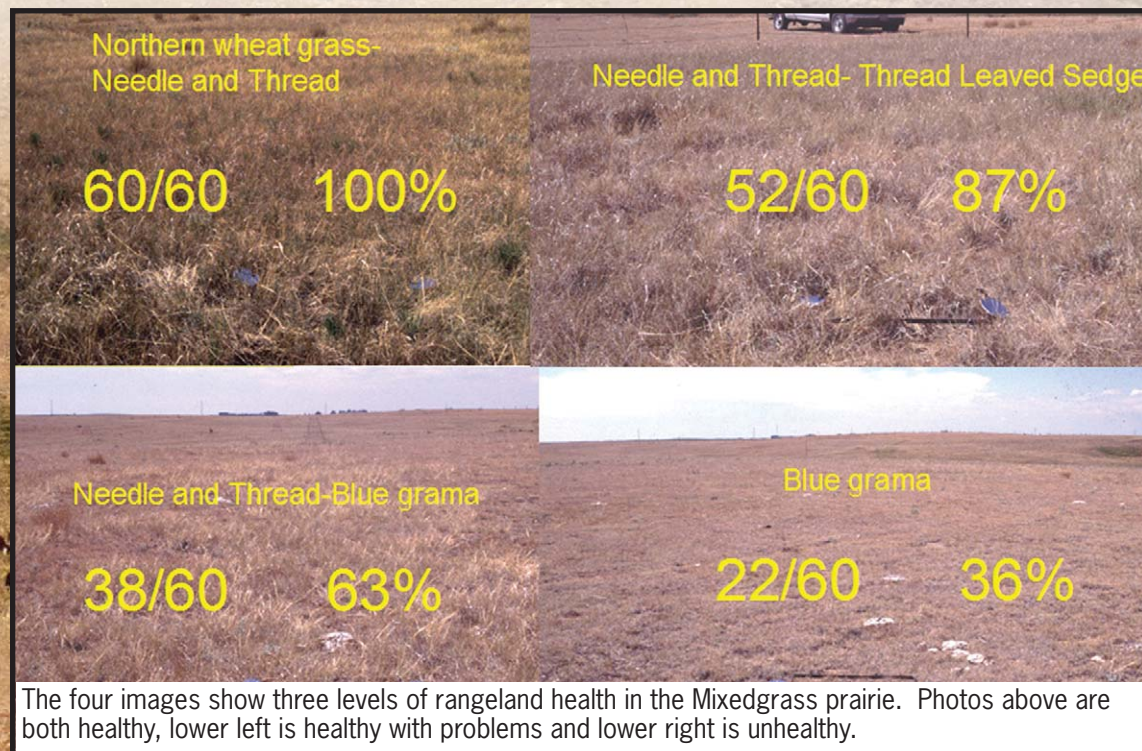 Northern wheat grass-
Needle and Thread
60/60 100%
Needle and Thread- Thread Leaved Sedge
52/60 87%
Needle and Thread-Blue grama
38/60 63%
Blue grama
22/60 36%
The four images show three levels of rangeland health in the Mixedgrass prairie. Photos above are
both healthy, lower left is healthy with problems and lower right is unhealthy.